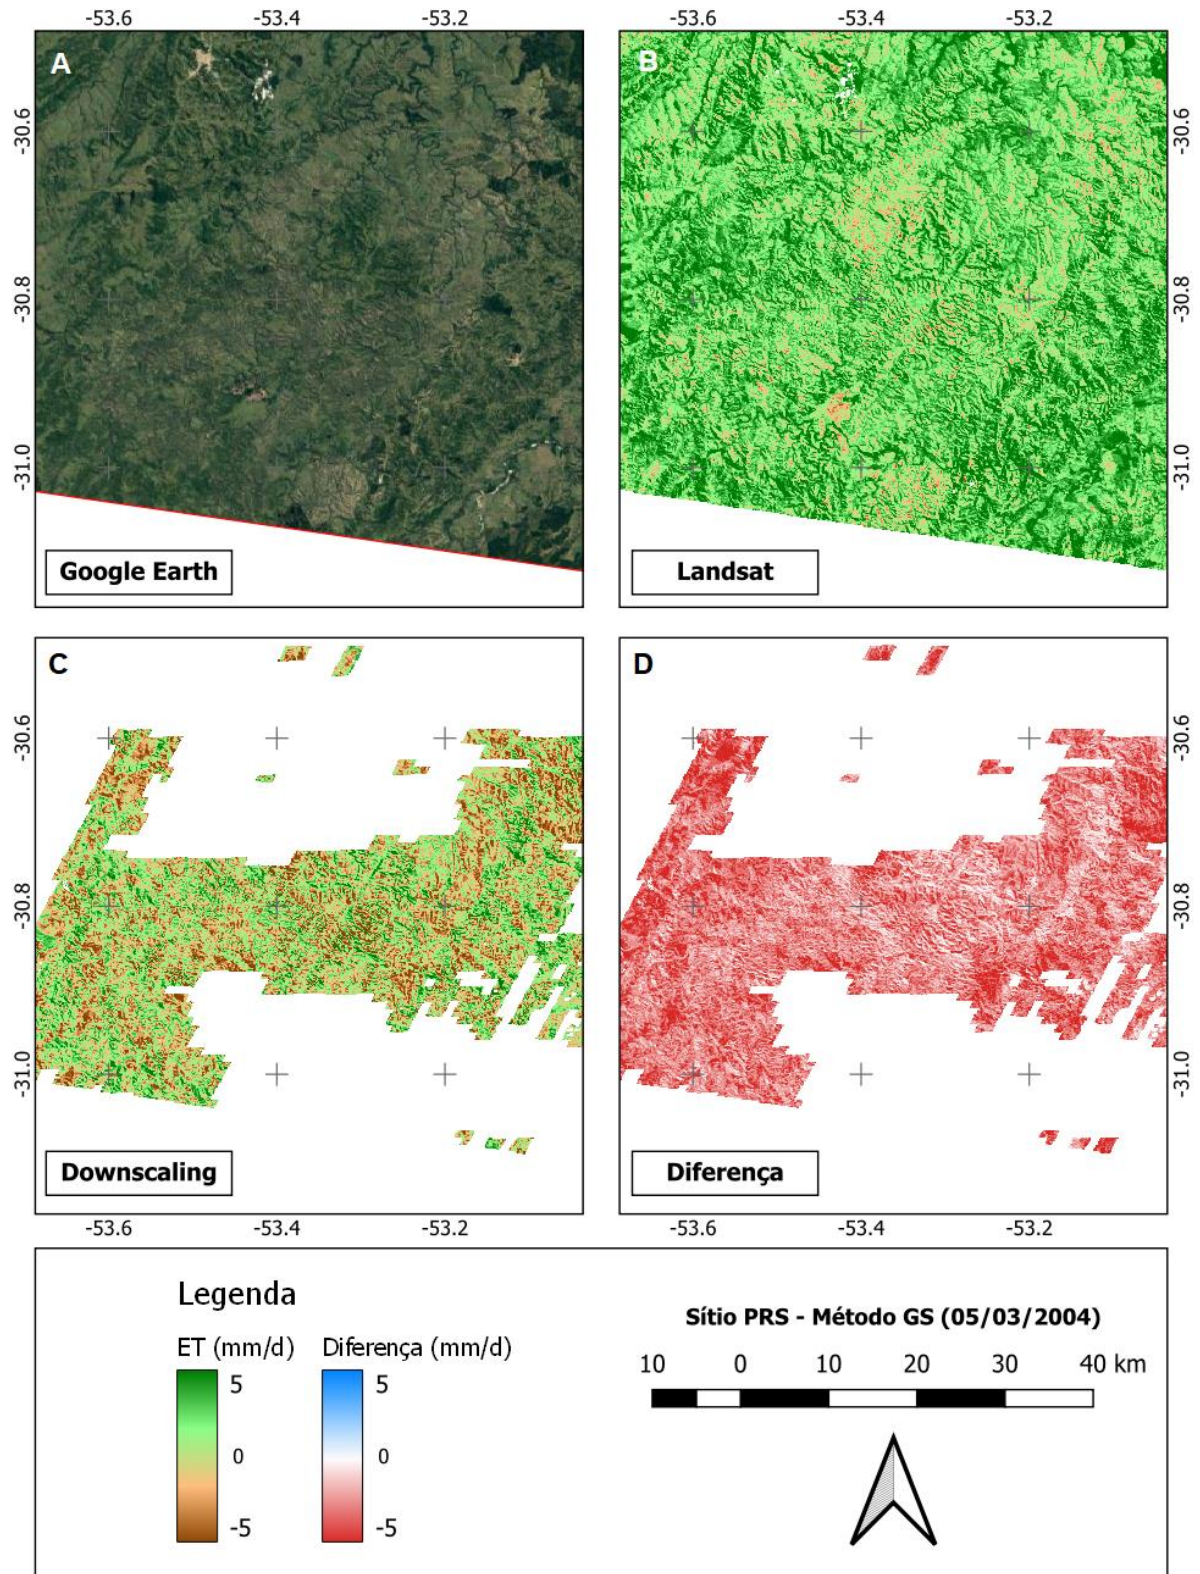 -53.6 -53.4 -53.2 -53.6 -53.4 -53.2
A B
-30.6 -30.6
-30.8 -30.8
-31.0 -31.0
Google Earth Landsat
C D
-30.6 -30.6
-30.8 -30.8
-31.0 -31.0
Downscaling Diferença
-53.6 -53.4 -53.2 -53.6 -53.4 -53.2
Legenda
ET (mm/d) Diferença (mm/d)
5 5
0 0
-5 -5
Sítio PRS - Método GS (05/03/2004)
10 0 10 20 30 40 km